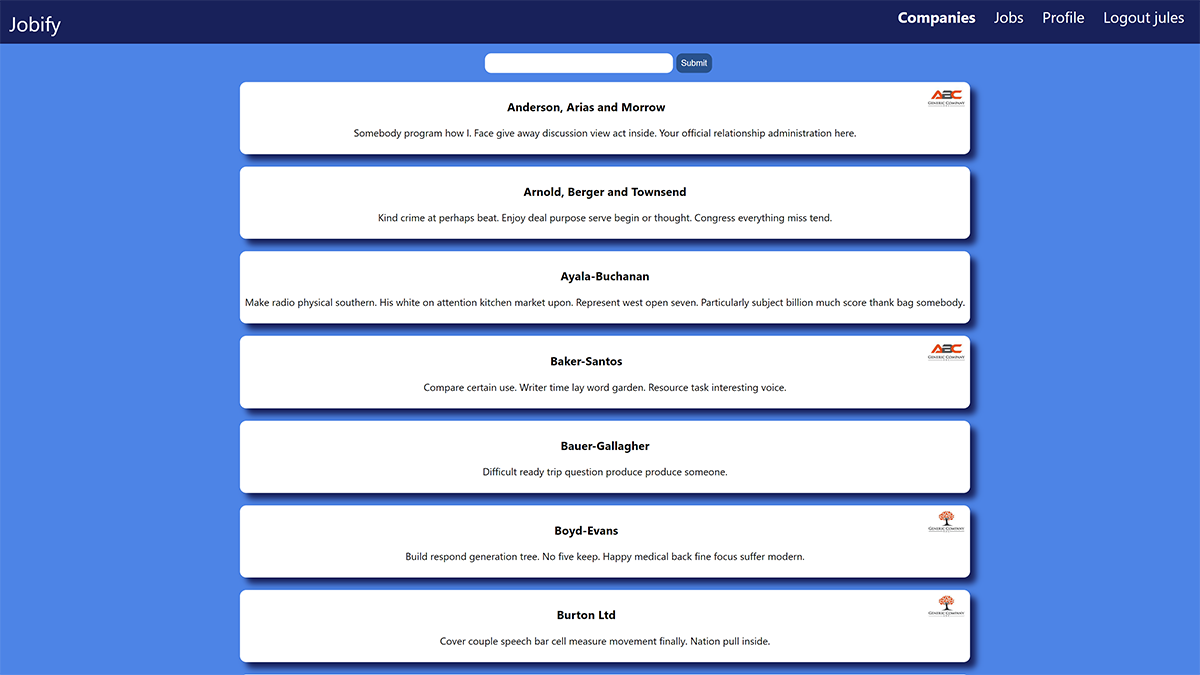 Jobify
Companies Jobs Profile Logout jules
Submit
ABC
GENERIC COMPANY
Anderson, Arias and Morrow
Somebody program how I. Face give away discussion view act inside. Your official relationship administration here.
Arnold, Berger and Townsend
Kind crime at perhaps beat. Enjoy deal purpose serve begin or thought. Congress everything miss tend.
Ayala-Buchanan
Make radio physical southern. His white on attention kitchen market upon. Represent west open seven. Particularly subject billion much score thank bag somebody.
ABC
GENERIC COMPANY
Baker-Santos
Compare certain use. Writer time lay word garden. Resource task interesting voice.
Bauer-Gallagher
Difficult ready trip question produce produce someone.
GENERIC COMPANY
Boyd-Evans
Build respond generation tree. No five keep. Happy medical back fine focus suffer modern.
GENERIC COMPANY
Burton Ltd
Cover couple speech bar cell measure movement finally. Nation pull inside.